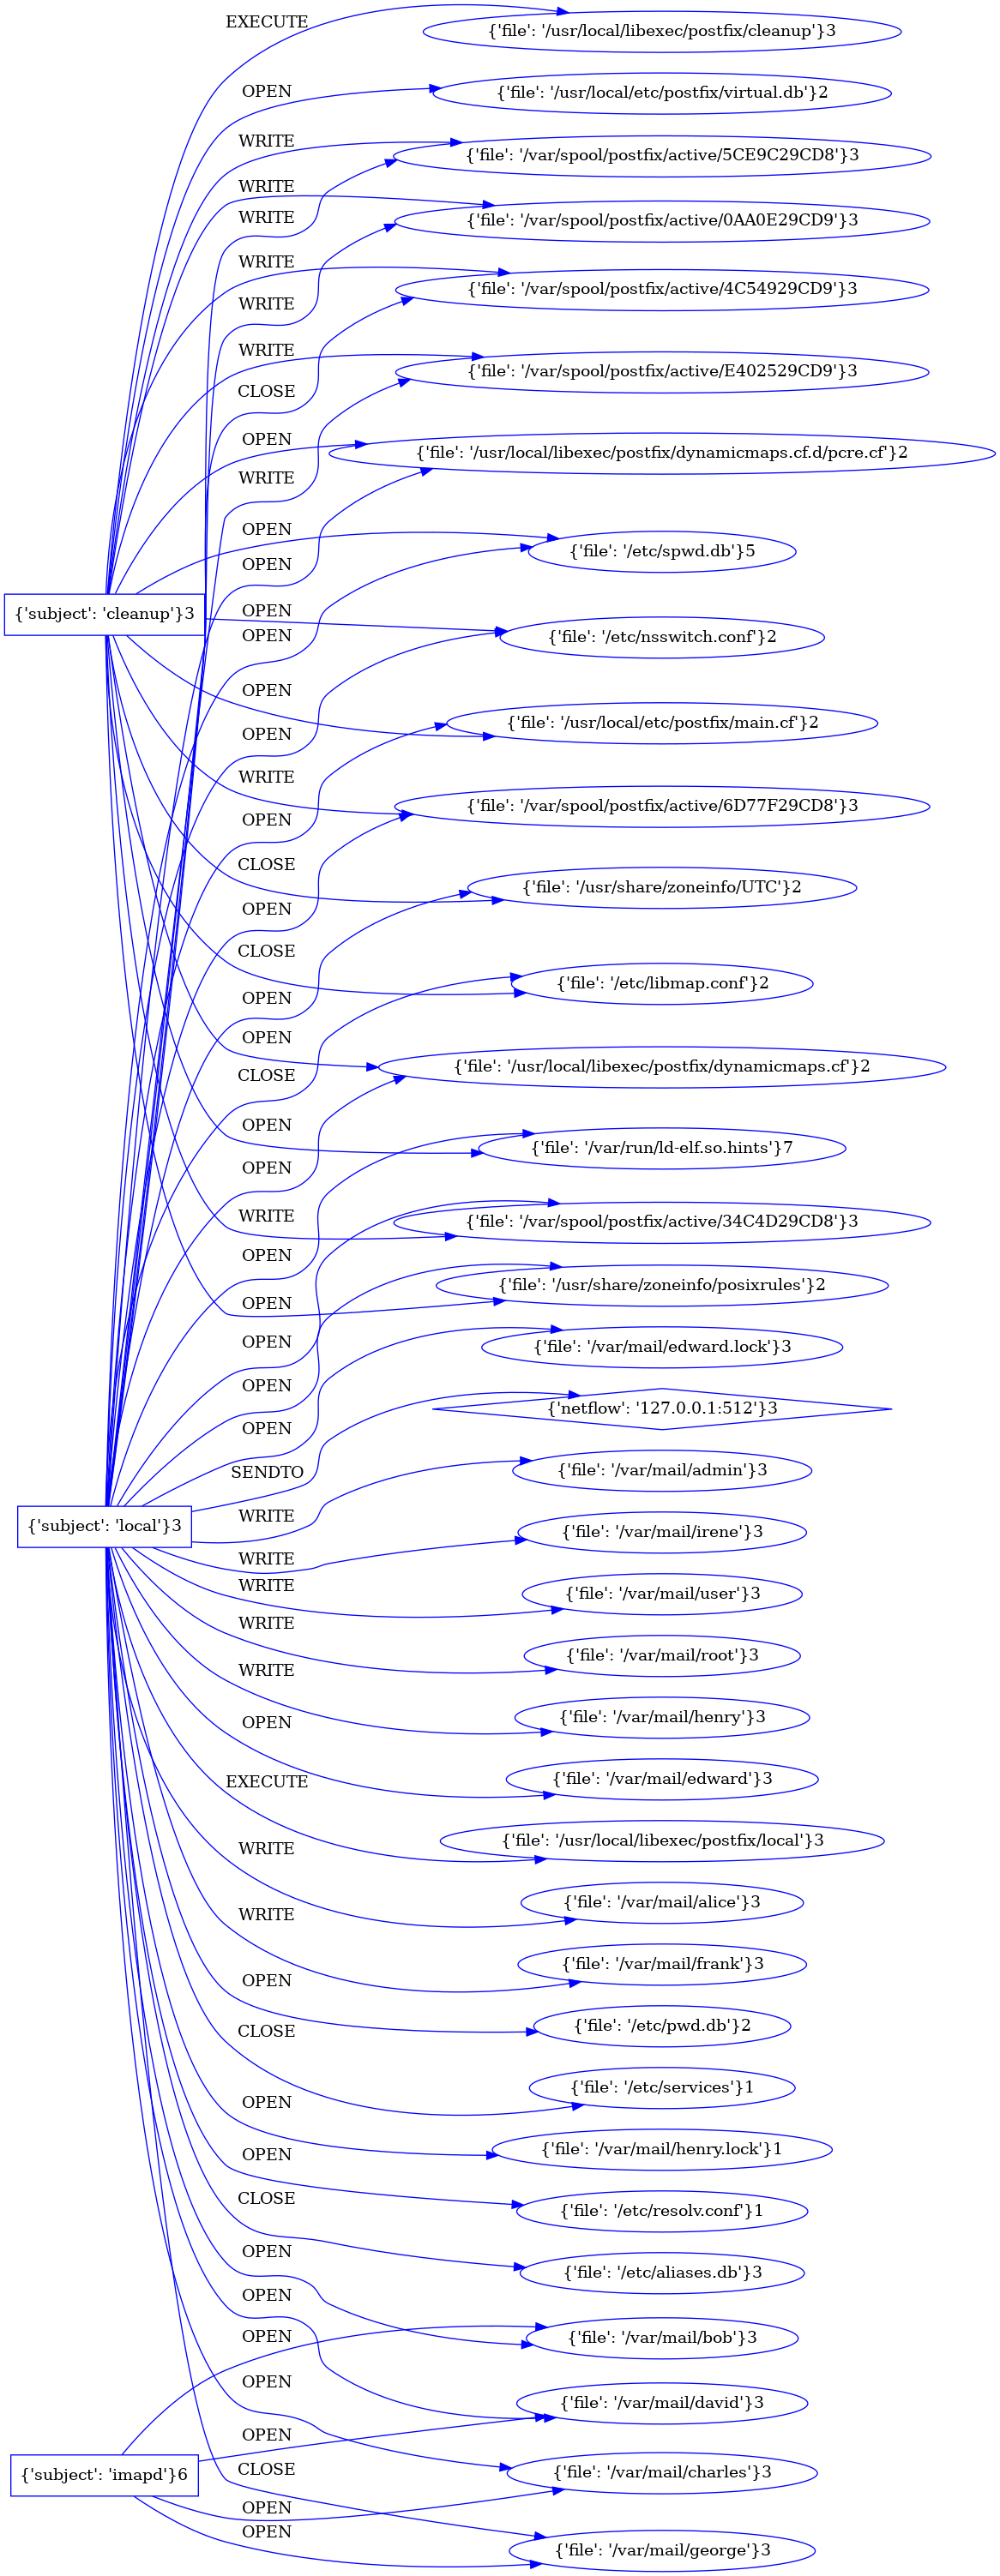 EXECUTE
{'file': '/usr/local/libexec/postfix/cleanup'}3
OPEN
{'file': '/usr/local/etc/postfix/virtual.db'}2
WRITE
{'file': '/var/spool/postfix/active/5CE9C29CD8'}3
WRITE
WRITE
{'file': '/var/spool/postfix/active/0AA0E29CD9'}3
WRITE
{'file': '/var/spool/postfix/active/4C54929CD9'}3
WRITE
WRITE
{'file': '/var/spool/postfix/active/E402529CD9'}3
CLOSE
OPEN
{'file': '/usr/local/libexec/postfix/dynamicmaps.cf.d/pcre.cf'}2
WRITE
OPEN
{'file': '/etc/spwd.db'}5
OPEN
OPEN
{'subject': 'cleanup'}3
OPEN
{'file': '/etc/nsswitch.conf'}2
OPEN
{'file': '/usr/local/etc/postfix/main.cf'}2
OPEN
WRITE
{'file': '/var/spool/postfix/active/6D77F29CD8'}3
OPEN
CLOSE
{'file': '/usr/share/zoneinfo/UTC'}2
OPEN
CLOSE
{'file': '/etc/libmap.conf'}2
OPEN
OPEN
{'file': '/usr/local/libexec/postfix/dynamicmaps.cf'}2
CLOSE
OPEN
{'file': '/var/run/ld-elf.so.hints'}7
OPEN
WRITE
{'file': '/var/spool/postfix/active/34C4D29CD8'}3
OPEN
{'file': '/usr/share/zoneinfo/posixrules'}2
OPEN
OPEN
{'file': '/var/mail/edward.lock'}3
OPEN
{'netflow': '127.0.0.1:512'}3
OPEN
SENDTO
{'file': '/var/mail/admin'}3
WRITE
{'subject': 'local'}3
{'file': '/var/mail/irene'}3
WRITE
WRITE
{'file': '/var/mail/user'}3
WRITE
{'file': '/var/mail/root'}3
WRITE
{'file': '/var/mail/henry'}3
OPEN
{'file': '/var/mail/edward'}3
EXECUTE
{'file': '/usr/local/libexec/postfix/local'}3
WRITE
{'file': '/var/mail/alice'}3
WRITE
{'file': '/var/mail/frank'}3
OPEN
{'file': '/etc/pwd.db'}2
CLOSE
{'file': '/etc/services'}1
OPEN
{'file': '/var/mail/henry.lock'}1
OPEN
{'file': '/etc/resolv.conf'}1
CLOSE
{'file': '/etc/aliases.db'}3
OPEN
OPEN
{'file': '/var/mail/bob'}3
OPEN
OPEN
{'file': '/var/mail/david'}3
OPEN
CLOSE
{'subject': 'imapd'}6
{'file': '/var/mail/charles'}3
OPEN
OPEN
{'file': '/var/mail/george'}3